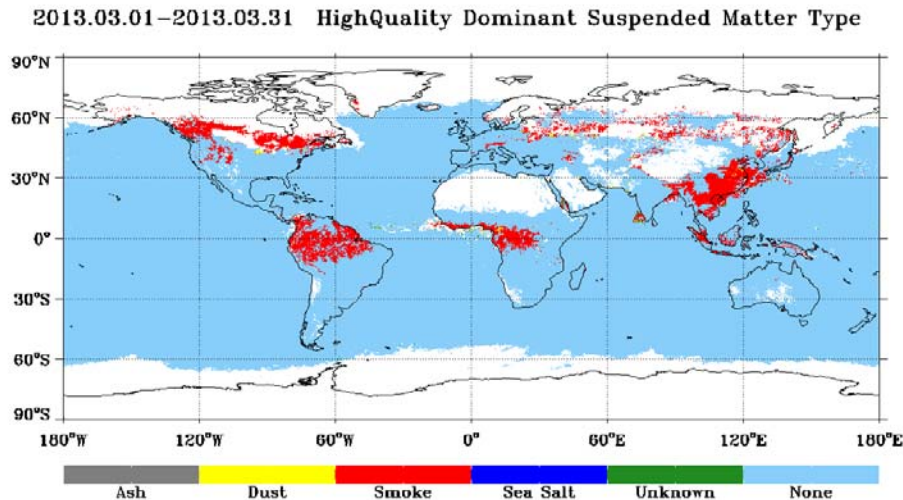 2013.03.01-2013.03.31 HighQuality Dominant Suspended Matter Type
90°N
60°N
30°N
0°
30°S
60°S
90°S
180°W 120°W 60°W 0° 60°E 120°E 180°E
Ash Dust Smoke Sea Salt Unknown None